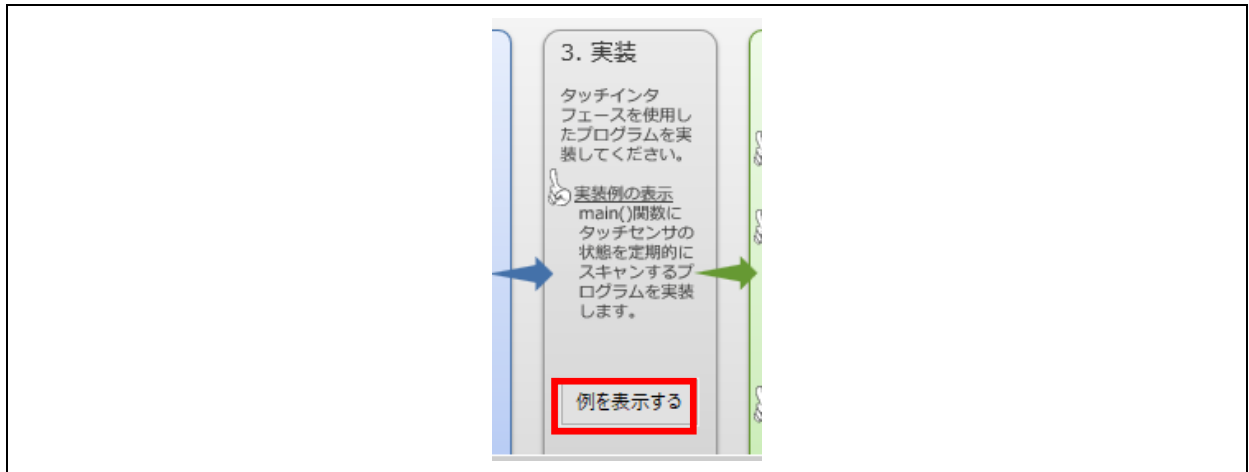 3. 実装
タッチインタ
フェースを使用し
たプログラムを実
装してください。
実装例の表示
main()関数に
タッチセンサの
状態を定期的に
スキャンするプ
ログラムを実装
します。
例を表示する